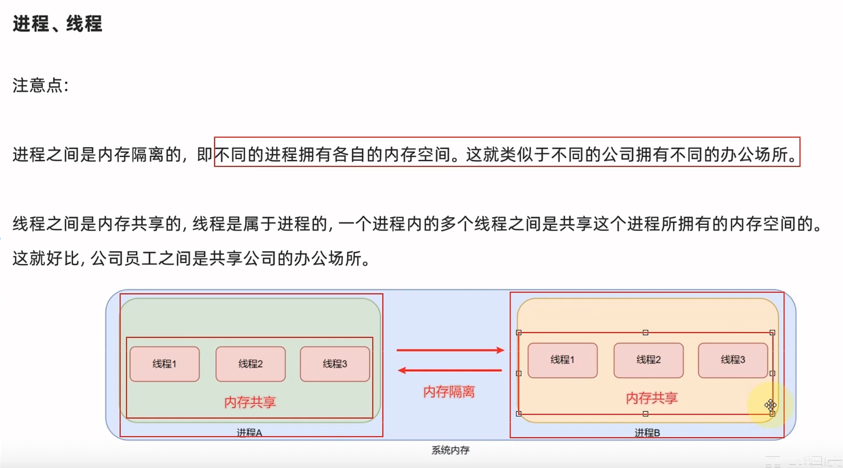 进程、线程
注意点：
进程之间是内存隔离的, 即不同的进程拥有各自的内存空间。这就类似于不同的公司拥有不同的办公场所。
线程之间是内存共享的, 线程是属于进程的, 一个进程内的多个线程之间是共享这个进程所拥有的内存空间的。
这就好比, 公司员工之间是共享公司的办公场所。
线程1 线程2 线程3 线程1 线程2 线程3
内存隔离
内存共享 内存共享
进程A 进程B
系统内存